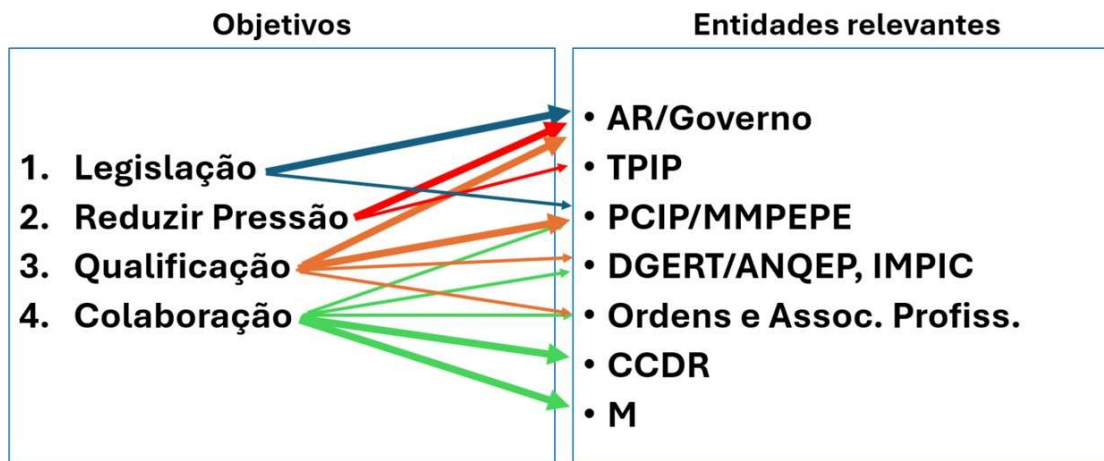 Objetivos
Entidades relevantes
1. Legislação
2. Reduzir Pressão
3. Qualificação
4. Colaboração
• AR/Governo
• TPIP
• PCIP/MMPEPE
• DGERT/ANQEP, IMPIC
• Ordens e Assoc. Profiss.
• CCDR
• M